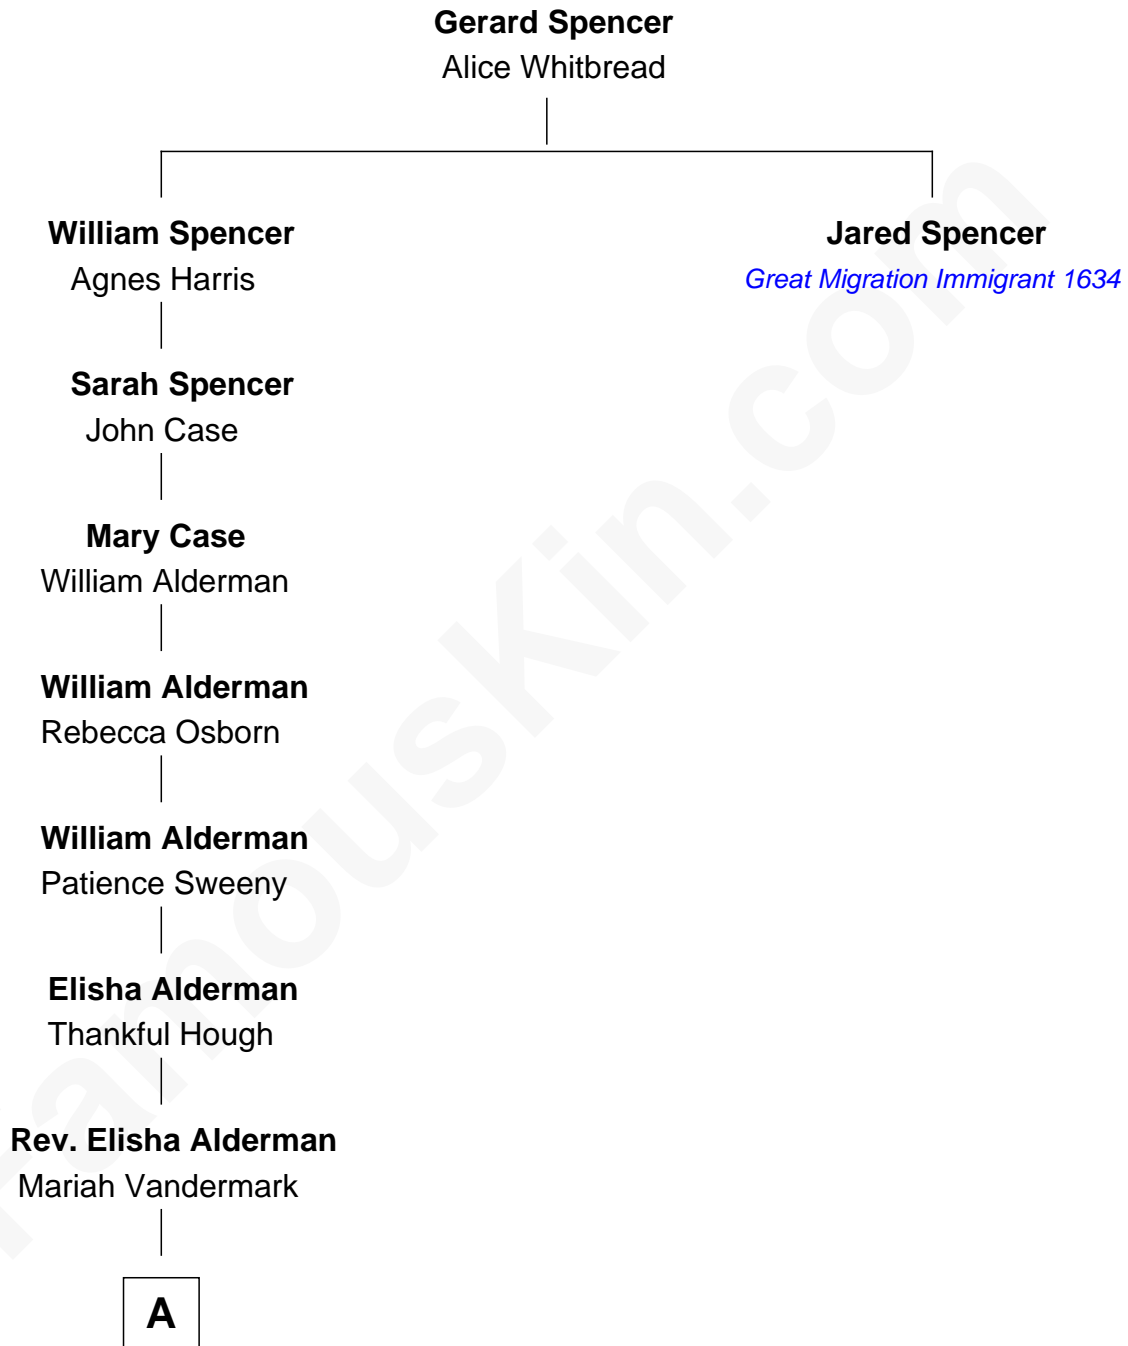 Gerard Spencer
Alice Whitbread
William Spencer
Agnes Harris
Jared Spencer
Great Migration Immigrant 1634
Sarah Spencer
John Case
Mary Case
William Alderman
William Alderman
Rebecca Osborn
William Alderman
Patience Sweeny
Elisha Alderman
Thankful Hough
Rev. Elisha Alderman
Mariah Vandermark
A
FamousKin.com